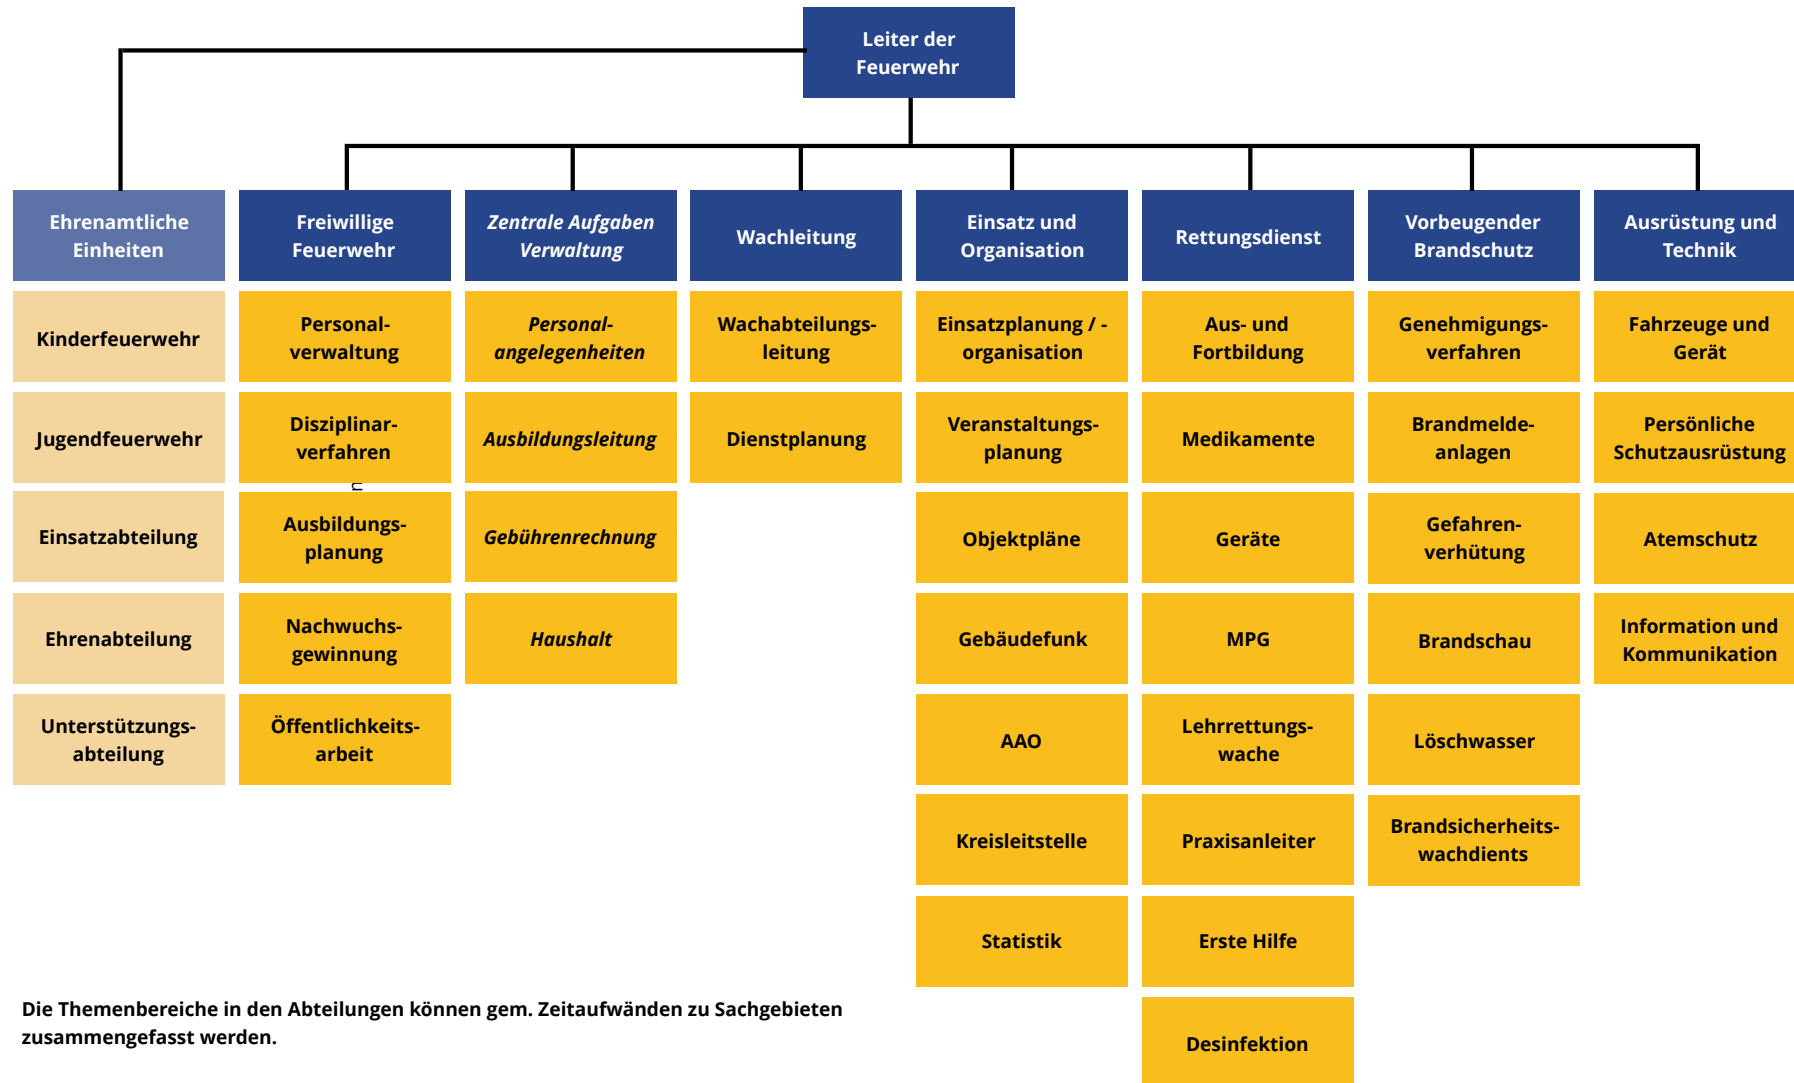 Leiter der
Feuerwehr
Ehrenamtliche
Einheiten
Kinderfeuerwehr
Jugendfeuerwehr
Einsatzabteilung
Ehrenabteilung
Unterstützungs-
abteilung
Freiwillige
Feuerwehr
Personal-
verwaltung
Disziplinar-
verfahren
n
Ausbildungs-
planung
Nachwuchs-
gewinnung
Öffentlichkeits-
arbeit
Zentrale Aufgaben
Verwaltung
Personal-
angelegenheiten
Ausbildungsleitung
Gebührenrechnung
Haushalt
Wachleitung
Wachabteilungs-
leitung
Dienstplanung
Einsatz und
Organisation
Einsatzplanung / -
organisation
Veranstaltungs-
planung
Objektpläne
Gebäudefunk
AAO
Kreisleitstelle
Statistik
Rettungsdienst
Aus- und
Fortbildung
Medikamente
Geräte
MPG
Lehrrettungs-
wache
Praxisanleiter
Erste Hilfe
Desinfektion
Vorbeugender
Brandschutz
Genehmigungs-
verfahren
Brandmelde-
anlagen
Gefahren-
verhütung
Brandschau
Löschwasser
Brandsicherheits-
wachdients
Ausrüstung und
Technik
Fahrzeuge und
Gerät
Persönliche
Schutzausrüstung
Atemschutz
Information und
Kommunikation
Die Themenbereiche in den Abteilungen können gem. Zeitaufwänden zu Sachgebieten
zusammengefasst werden.